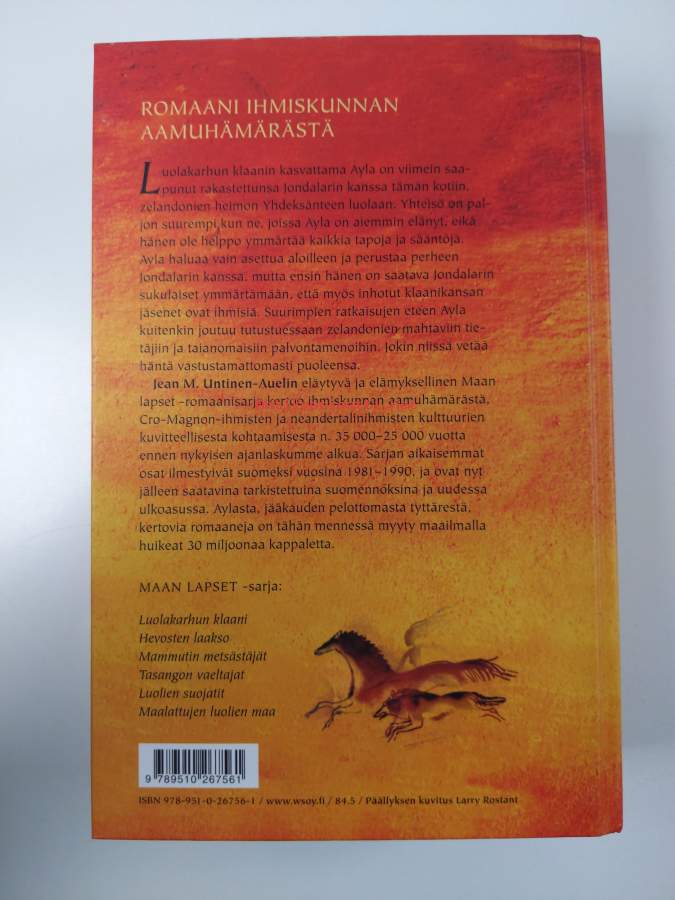 ROMAANI IHMISKUNNAN
AAMUHÄMÄRÄSTÄ
Luolakarhun klaanin kasvattama Ayla on viimein saa-
punut rakastettunsa Jondalarin kanssa tämän kotiin,
zelandonien heimon Yhdeksänteen luolaan. Yhteisö on pal-
jon suurempi kun ne, joissa Ayla on aiemmin elänyt, eikä
hänen ole helppo ymmärtää kaikkia tapoja ja sääntöjä.
Ayla haluaa vain asettua aloilleen ja perustaa perheen
Jondalarin kanssa, mutta ensin hänen on saatava Jondalarin
sukulaiset ymmärtämään, että myös inhotut klaanikansan
jäsenet ovat ihmisiä. Suurimpien ratkaisujen eteen Ayla
kuitenkin joutuu tutustuessaan zelandonien mahtaviin tie-
täjiin ja taianomaisiin palvontamenoihin. Jokin niissä vetää
häntä vastustamattomasti puoleensa.
Jean M. Untinen-Auelin eläytyvä ja elämyksellinen Maan
lapset -romaanisarja kertoo ihmiskunnan aamuhämärästä,
Cro-Magnon-ihmisten ja neandertalinihmisten kulttuurien
kuvitteellisesta kohtaamisesta n. 35 000–25 000 vuotta
ennen nykyisen ajanlaskumme alkua. Sarjan aikaisemmat
osat ilmestyivät suomeksi vuosina 1981–1990, ja ovat nyt
jälleen saatavina tarkistettuina suomennoksina ja uudessa
ulkoasussa. Aylasta, jääkauden pelottomasta tyttärestä,
kertovia romaaneja on tähän mennessä myyty maailmalla
huikeat 30 miljoonaa kappaletta.
MAAN LAPSET -sarja:
Luolakarhun klaani
Hevosten laakso
Mammutin metsästäjät
Tasangon vaeltajat
Luolien suojatit
Maalattujen luolien maa
9 789510 267561
ISBN 978-951-0-26756-1 / www.wsoy.fi / 84.5 / Päällyksen kuvitus Larry Rostant